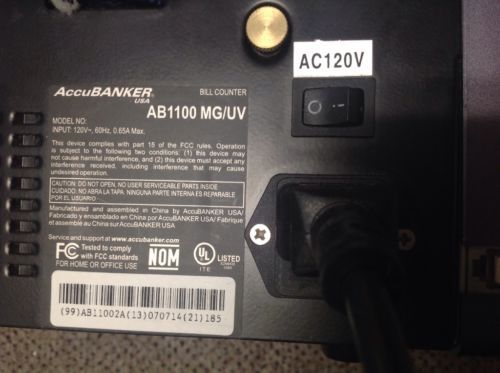 AC120V
AccuBANKER
USA
BILL COUNTER
AB1100 MG/UV
MODEL NO:
INPUT: 120V~, 60Hz, 0.65A Max.
This device complies with part 15 of the FCC rules. Operation
is subject to the following two conditions: (1) this device may
not cause harmful interference, and (2) this device must accept any
interference received, including interference that may cause
undesired operation.
CAUTION: DO NOT OPEN, NO USER SERVICEABLE PARTS INSIDE
CUIDADO: NO ABRA LA TAPA. NINGUNA PARTE INTERNA ES REPARABLE
POR EL USUARIO
Manufactured and assembled in China by AccuBANKER USA/
Fabricado y ensamblado en China por AccuBANKER USA/ Fabriqué
et assemblé au China by AccuBANKER USA/
Service and support at www.accubanker.com
FC Tested to comply
with FCC standards
FOR HOME OR OFFICE USE
NOM
UL LISTED
I T E
(99)AB11002A(13)070714(21)185